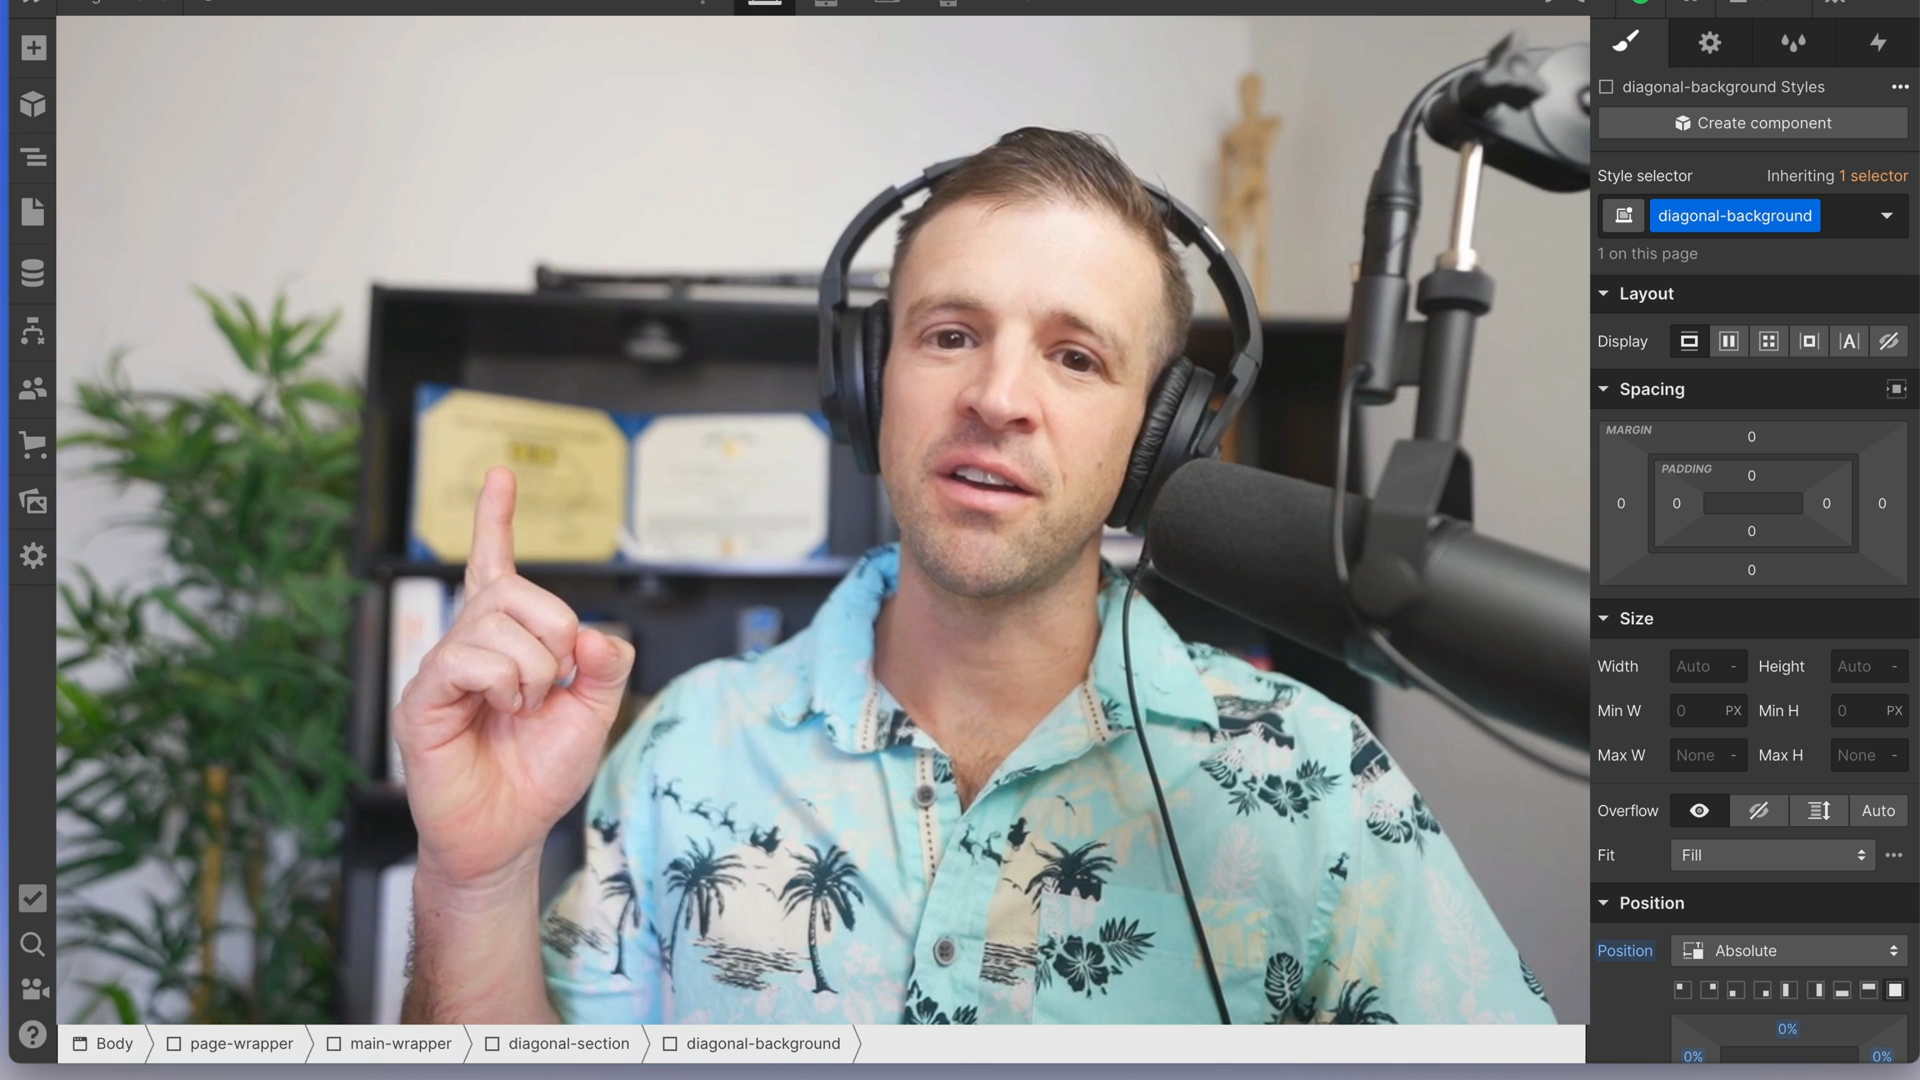 diagonal-background Styles
Create component
Style selector
Inheriting 1 selector
diagonal-background
1 on this page
Layout
Display
A
Spacing
MARGIN
0
PADDING
0
0
0
0
0
0
0
Size
Width
Auto
-
Height
Auto
-
Min W
0
PX
Min H
0
PX
Max W
None
-
Max H
None
-
Overflow
Auto
Fit
Fill
Position
Position
Absolute
0%
0%
0%
Body
page-wrapper
main-wrapper
diagonal-section
diagonal-background